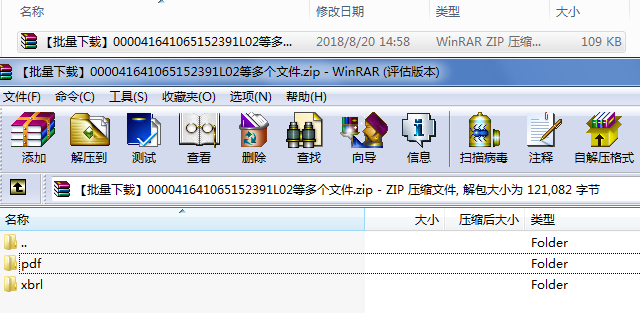 名称 修改日期 类型 大小
【批量下载】000041641065152391L02等多个... 2018/8/20 14:58 WinRAR ZIP 压缩... 109 KB
【批量下载】000041641065152391L02等多个文件.zip - WinRAR (评估版本)
文件(F) 命令(C) 工具(S) 收藏夹(O) 选项(N) 帮助(H)
添加 解压到 测试 查看 删除 查找 向导 信息 扫描病毒 注释 自解压格式
【批量下载】000041641065152391L02等多个文件.zip - ZIP 压缩文件, 解包大小为 121,082 字节
名称 大小 压缩后大小 类型
.. Folder
pdf Folder
xbrl Folder